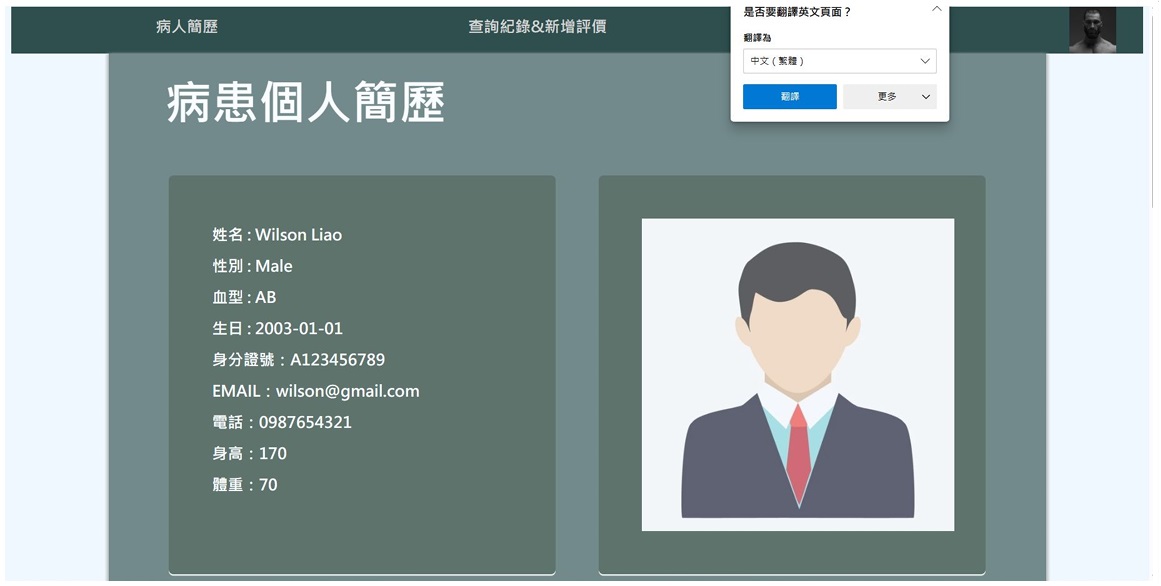 病人簡歷
查詢紀錄&新增評價
是否要翻譯英文頁面？
翻譯為
中文（繁體）
翻譯
更多
病患個人簡歷
姓名 : Wilson Liao
性別 : Male
血型 : AB
生日 : 2003-01-01
身分證號：A123456789
EMAIL：wilson@gmail.com
電話：0987654321
身高：170
體重：70